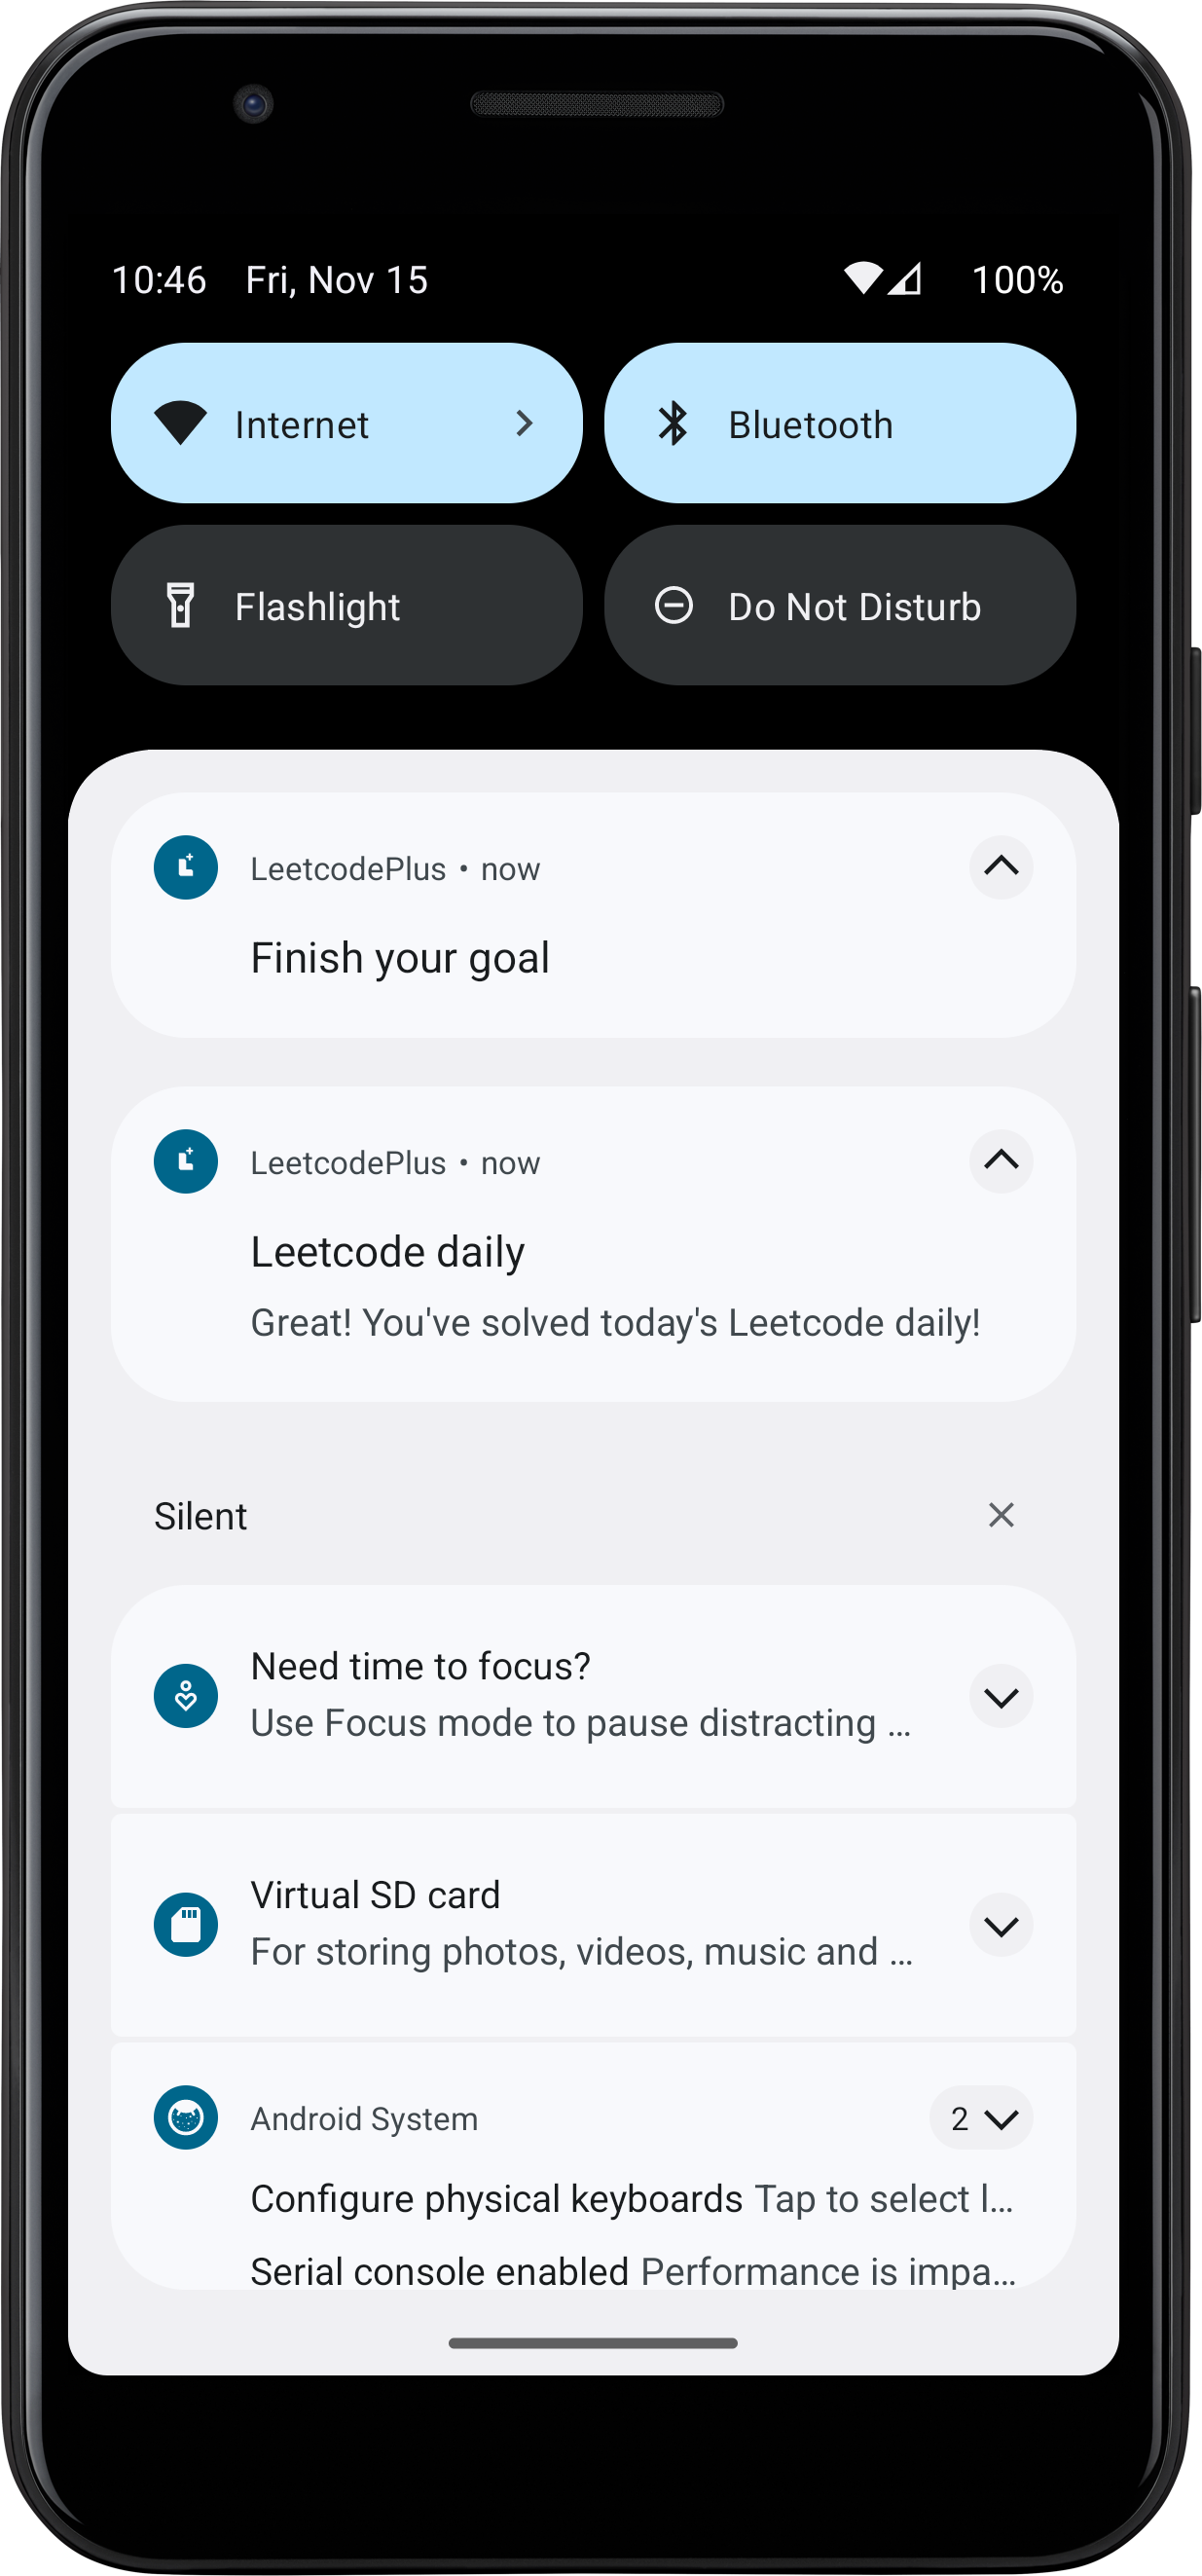 10:46 Fri, Nov 15 100%
Internet Bluetooth
Flashlight Do Not Disturb
LeetcodePlus • now
Finish your goal
LeetcodePlus • now
Leetcode daily
Great! You've solved today's Leetcode daily!
Silent
Need time to focus?
Use Focus mode to pause distracting ...
Virtual SD card
For storing photos, videos, music and ...
Android System 2
Configure physical keyboards Tap to select l...
Serial console enabled Performance is impa...